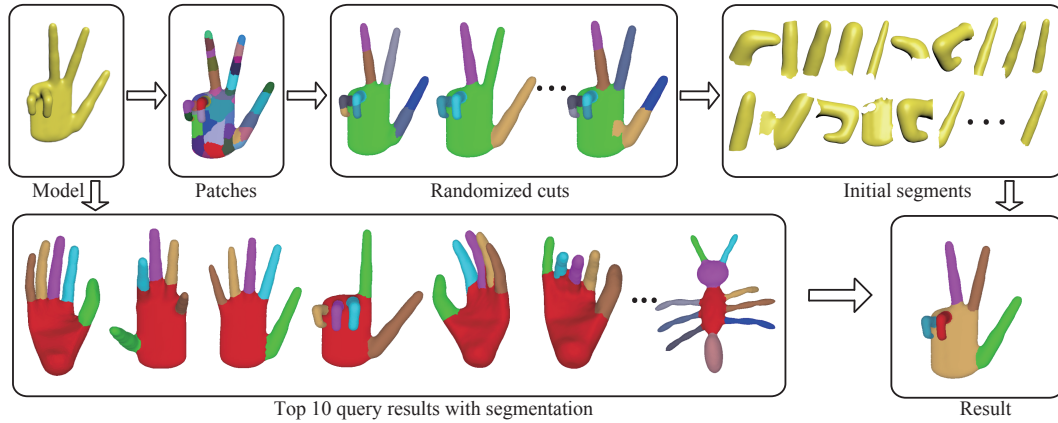 Model
Patches
Randomized cuts
Initial segments
Top 10 query results with segmentation
Result